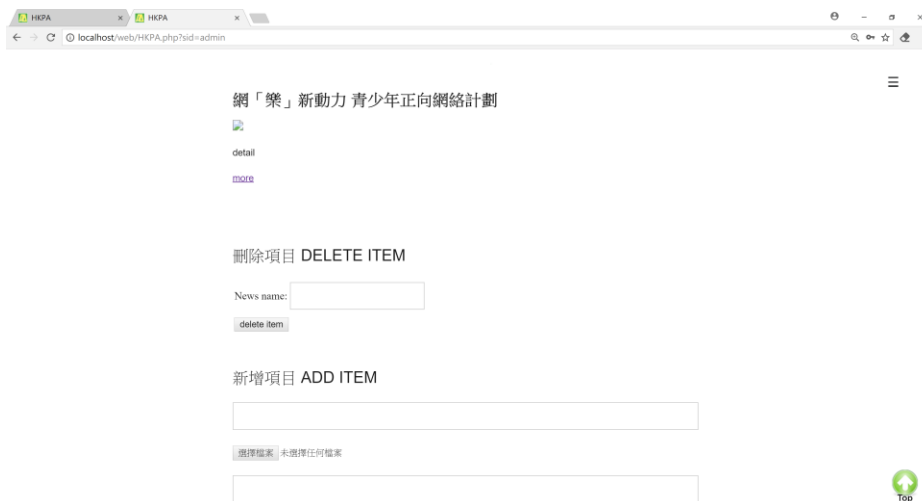 HKPA
HKPA
localhost/web/HKPA.php?sid=admin
網「樂」新動力 青少年正向網絡計劃
detail
more
刪除項目 DELETE ITEM
News name:
delete item
新增項目 ADD ITEM
選擇檔案 未選擇任何檔案
Top